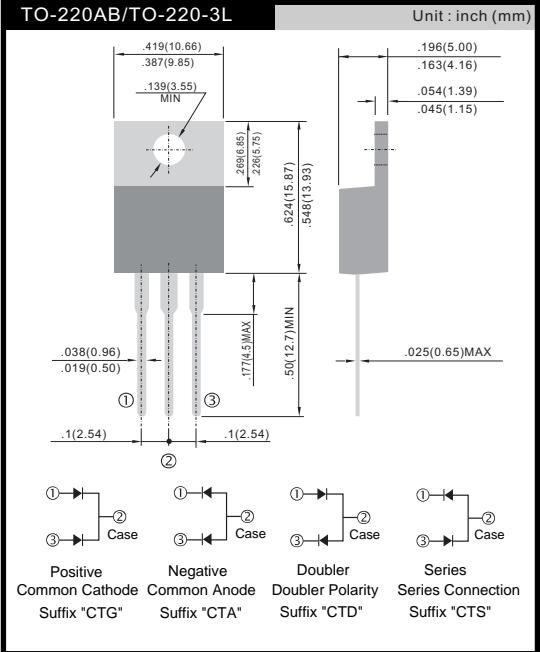 TO-220AB/TO-220-3L
Unit : inch (mm)
.419(10.66)
.387(9.85)
.139(3.55)
MIN
.269(6.85)
.226(5.75)
.624(15.87)
.548(13.93)
.196(5.00)
.163(4.16)
.054(1.39)
.045(1.15)
.038(0.96)
.019(0.50)
.177(4.5)MAX
.50(12.7)MIN
.025(0.65)MAX
① ③
.1(2.54) .1(2.54)
②
① ② ③ Case
① ② ③ Case
① ② ③ Case
① ② ③ Case
Positive
Common Cathode
Suffix "CTG"
Negative
Common Anode
Suffix "CTA"
Doubler
Doubler Polarity
Suffix "CTD"
Series
Series Connection
Suffix "CTS"